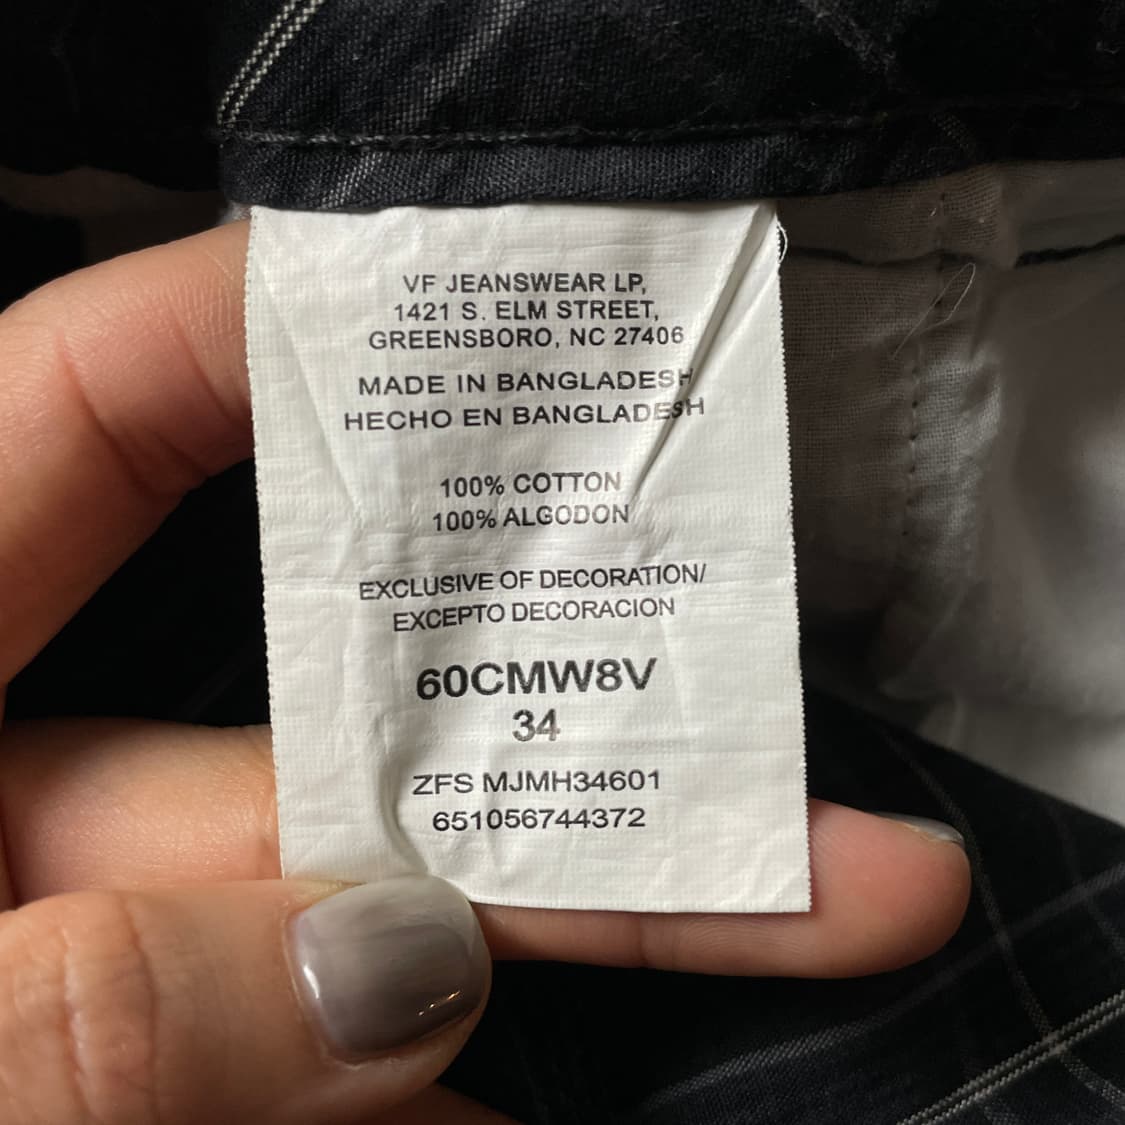 VF JEANSWEAR LP,
1421 S. ELM STREET,
GREENSBORO, NC 27406
MADE IN BANGLADESH
HECHO EN BANGLADESH
100% COTTON
100% ALGODON
EXCLUSIVE OF DECORATION/
EXCEPTO DECORACION
60CMW8V
34
ZFS MJMH34601
651056744372